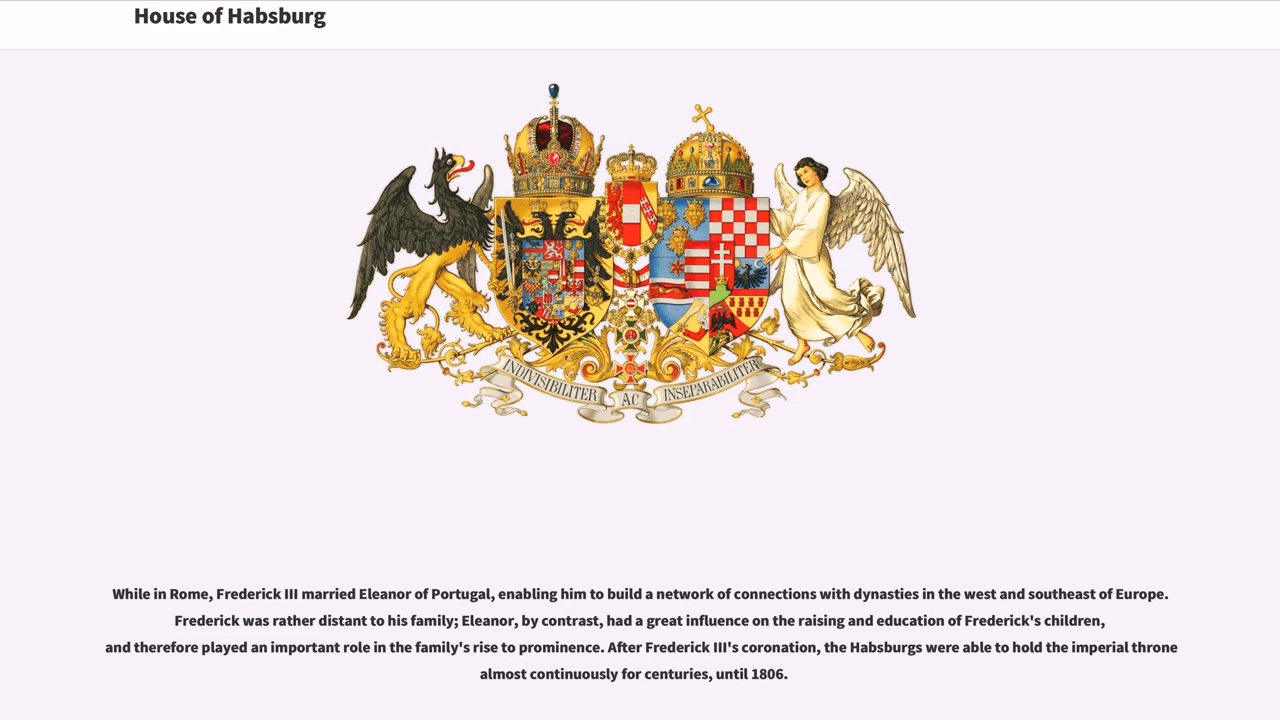 House of Habsburg
INDIVISIBILITER AC INSEPARABILITER
While in Rome, Frederick III married Eleanor of Portugal, enabling him to build a network of connections with dynasties in the west and southeast of Europe.
Frederick was rather distant to his family; Eleanor, by contrast, had a great influence on the raising and education of Frederick's children,
and therefore played an important role in the family's rise to prominence. After Frederick III's coronation, the Habsburgs were able to hold the imperial throne
almost continuously for centuries, until 1806.